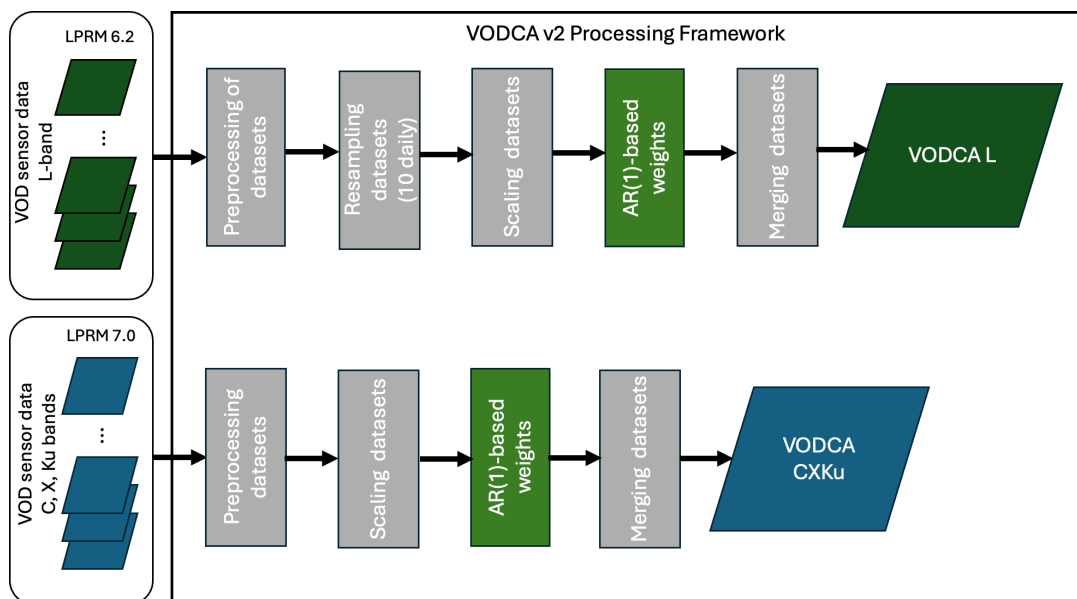 VODCA v2 Processing Framework
LPRM 6.2
VOD sensor data
L-band
...
Preprocessing of
datasets
Resampling
datasets
(10 daily)
Scaling datasets
AR(1)-based
weights
Merging datasets
VODCA L
LPRM 7.0
VOD sensor data
C, X, Ku bands
...
Preprocessing
datasets
Scaling datasets
AR(1)-based
weights
Merging datasets
VODCA
CXKu